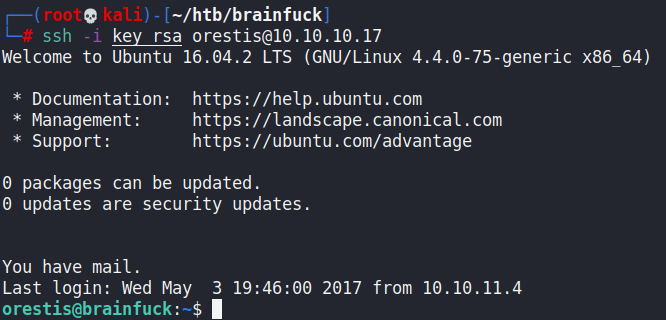 ┌──(root💀kali)-[~/htb/brainfuck]
└─# ssh -i key_rsa orestis@10.10.10.17
Welcome to Ubuntu 16.04.2 LTS (GNU/Linux 4.4.0-75-generic x86_64)
* Documentation:  https://help.ubuntu.com
* Management:     https://landscape.canonical.com
* Support:        https://ubuntu.com/advantage
0 packages can be updated.
0 updates are security updates.
You have mail.
Last login: Wed May  3 19:46:00 2017 from 10.10.11.4
orestis@brainfuck:~$